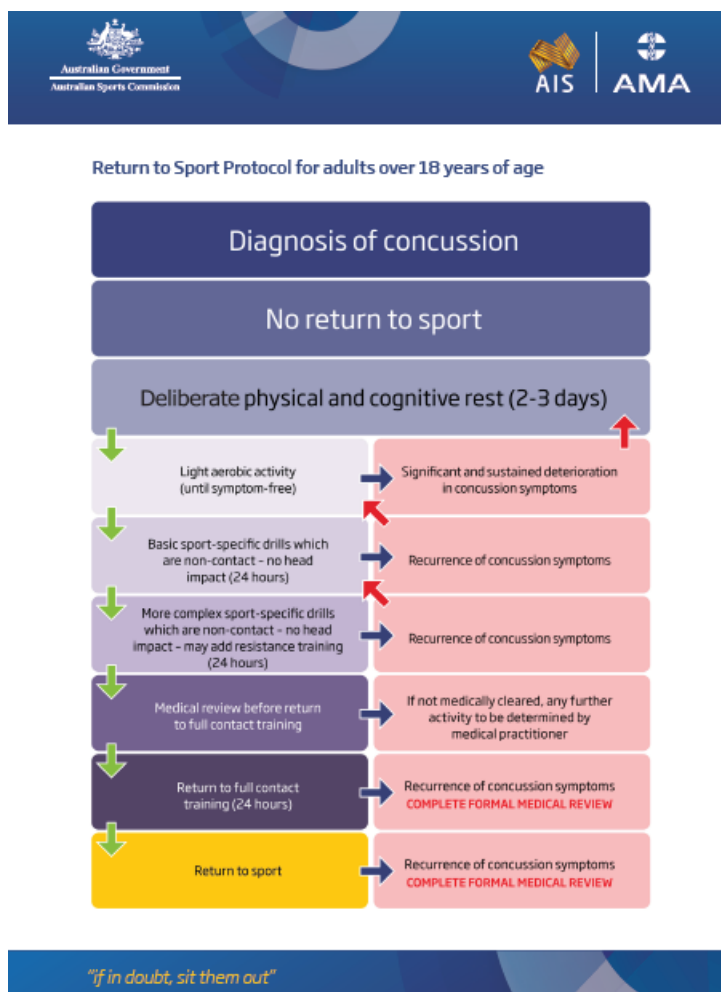 Australian Government
Australian Sports Commission
AIS
AMA
Return to Sport Protocol for adults over 18 years of age
Diagnosis of concussion
No return to sport
Deliberate physical and cognitive rest (2-3 days)
Light aerobic activity
(until symptom-free)
Significant and sustained deterioration
in concussion symptoms
Basic sport-specific drills which
are non-contact – no head
impact (24 hours)
Recurrence of concussion symptoms
More complex sport-specific drills
which are non-contact – no head
impact – may add resistance training
(24 hours)
Recurrence of concussion symptoms
Medical review before return
to full contact training
If not medically cleared, any further
activity to be determined by
medical practitioner
Return to full contact
training (24 hours)
Recurrence of concussion symptoms
COMPLETE FORMAL MEDICAL REVIEW
Return to sport
Recurrence of concussion symptoms
COMPLETE FORMAL MEDICAL REVIEW
"if in doubt, sit them out"